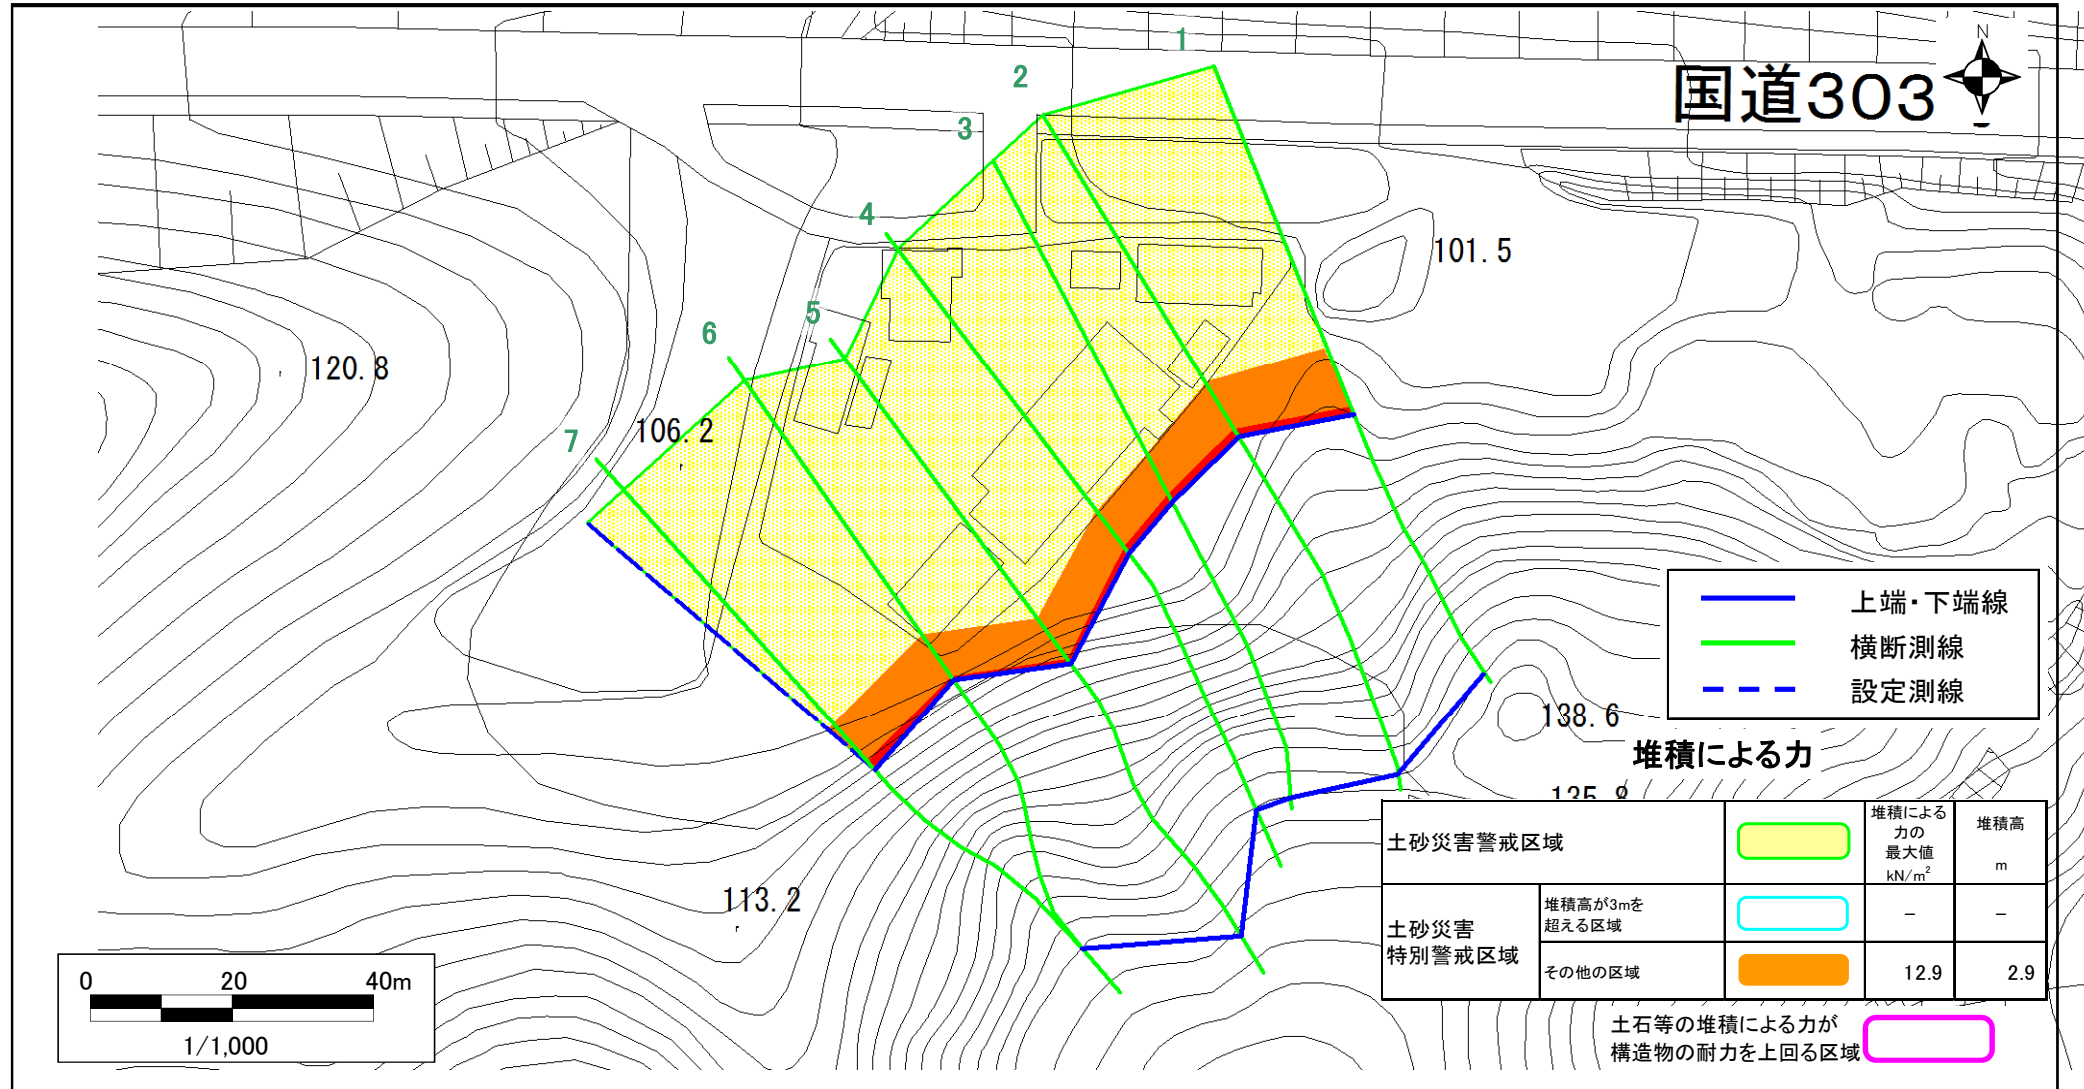 1
2
N
国道303
3
4
101.5
5
6
120.8
106.2
7
上端・下端線
横断測線
設定測線
138.6
堆積による力
135.8
土砂災害警戒区域
堆積による
力の
最大値
kN/m²
堆積高
m
113.2
土砂災害
特別警戒区域
堆積高が3mを
超える区域
－
－
その他の区域
12.9
2.9
0 20 40m
1/1,000
土石等の堆積による力が
構造物の耐力を上回る区域